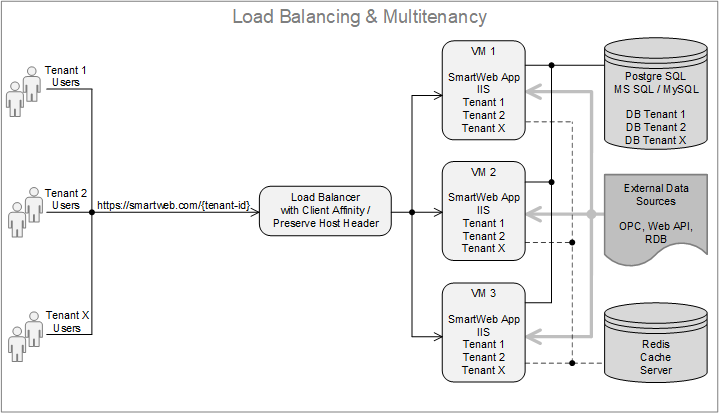 Load Balancing & Multitenancy
Tenant 1
Users
Tenant 2
Users
Tenant X
Users
https://smartweb.com/{tenant-id}
Load Balancer
with Client Affinity /
Preserve Host Header
VM 1
SmartWeb App
IIS
Tenant 1
Tenant 2
Tenant X
VM 2
SmartWeb App
IIS
Tenant 1
Tenant 2
Tenant X
VM 3
SmartWeb App
IIS
Tenant 1
Tenant 2
Tenant X
Postgre SQL
MS SQL / MySQL
DB Tenant 1
DB Tenant 2
DB Tenant X
External Data
Sources
OPC, Web API,
RDB
Redis
Cache
Server